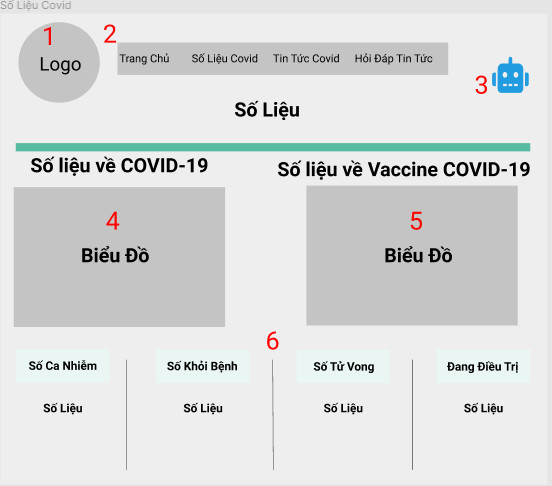 Số Liệu Covid
1
2
Logo
Trang Chủ Số Liệu Covid Tin Tức Covid Hỏi Đáp Tin Tức
3
Số Liệu
Số liệu về COVID-19
Số liệu về Vaccine COVID-19
4
5
Biểu Đồ
Biểu Đồ
6
Số Ca Nhiễm Số Khỏi Bệnh Số Tử Vong Đang Điều Trị
Số Liệu Số Liệu Số Liệu Số Liệu